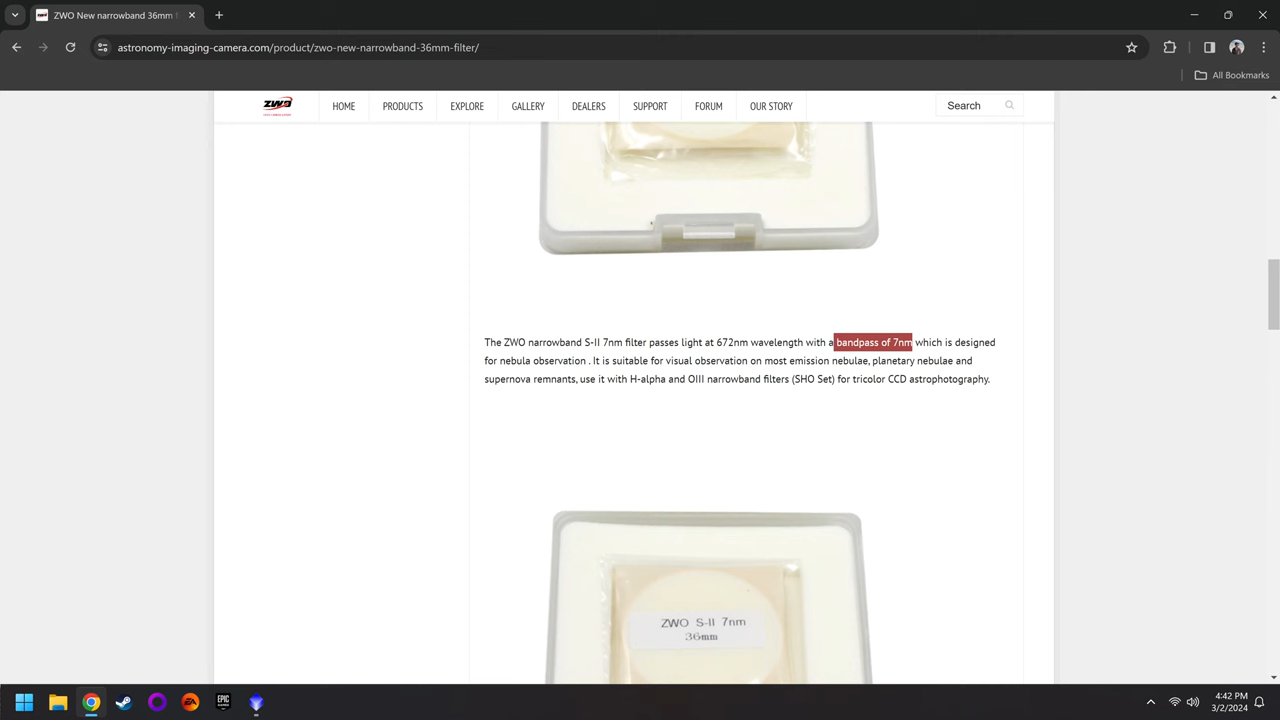 ZWO New narrowband 36mm f
astronomy-imaging-camera.com/product/zwo-new-narrowband-36mm-filter/
All Bookmarks
ZWO
HOME
PRODUCTS
EXPLORE
GALLERY
DEALERS
SUPPORT
FORUM
OUR STORY
Search
The ZWO narrowband S-II 7nm filter passes light at 672nm wavelength with a bandpass of 7nm which is designed
for nebula observation . It is suitable for visual observation on most emission nebulae, planetary nebulae and
supernova remnants, use it with H-alpha and OIII narrowband filters (SHO Set) for tricolor CCD astrophotography.
ZWO S-II 7nm
36mm
EA
EPIC
GAMES
4:42 PM
3/2/2024